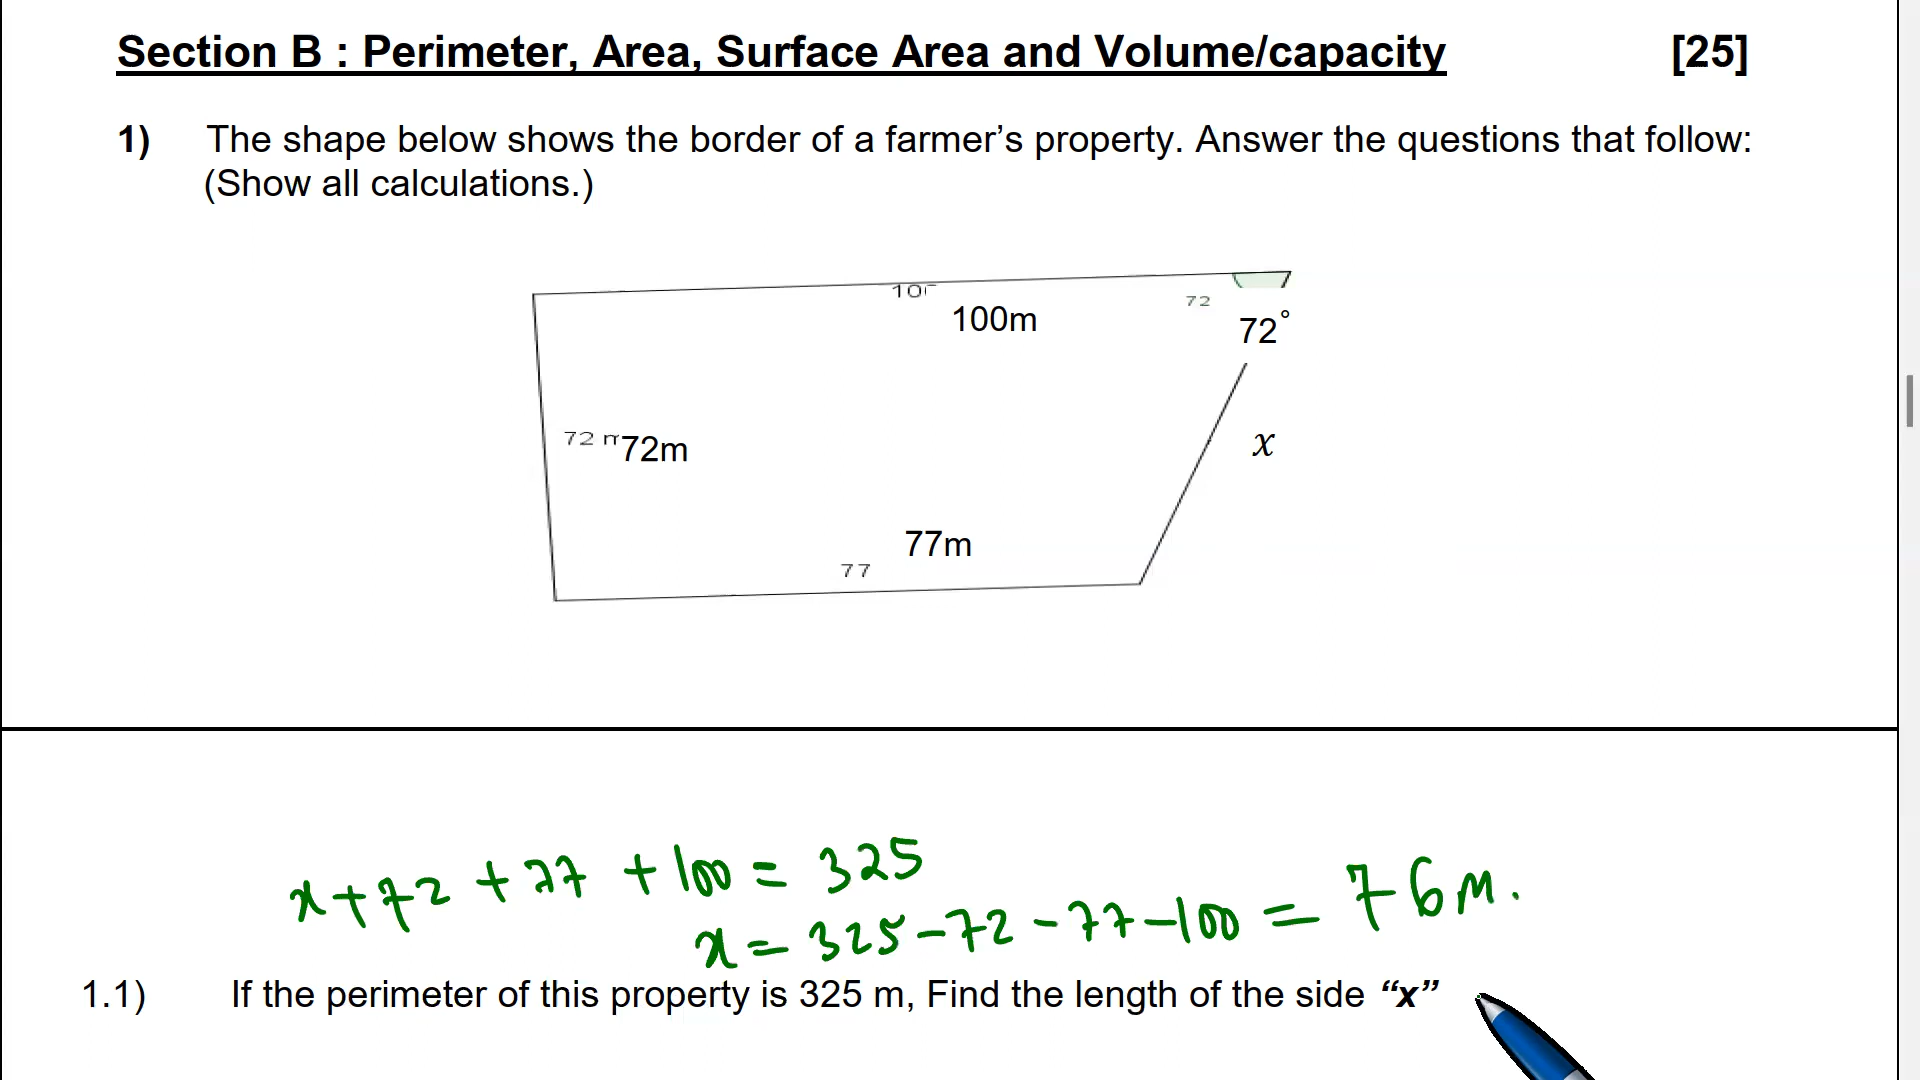 Section B : Perimeter, Area, Surface Area and Volume/capacity [25]
1) The shape below shows the border of a farmer’s property. Answer the questions that follow:
(Show all calculations.)
100m
72
72°
72 m
72m
x
77m
77
x + 72 + 77 + 100 = 325
x = 325 - 72 - 77 - 100 = 76m.
1.1) If the perimeter of this property is 325 m, Find the length of the side “x”